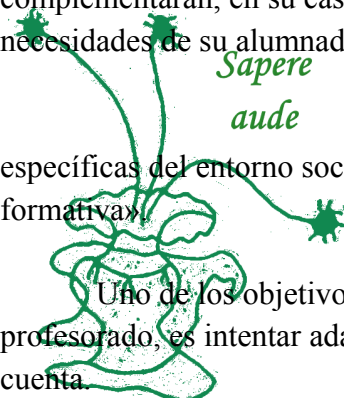 complementarán, en su cas
necesidades de su alumnad
Sapere
aude
específicas del entorno soc
formativa».
Uno de los objetivo
profesorado, es intentar ada
cuenta.